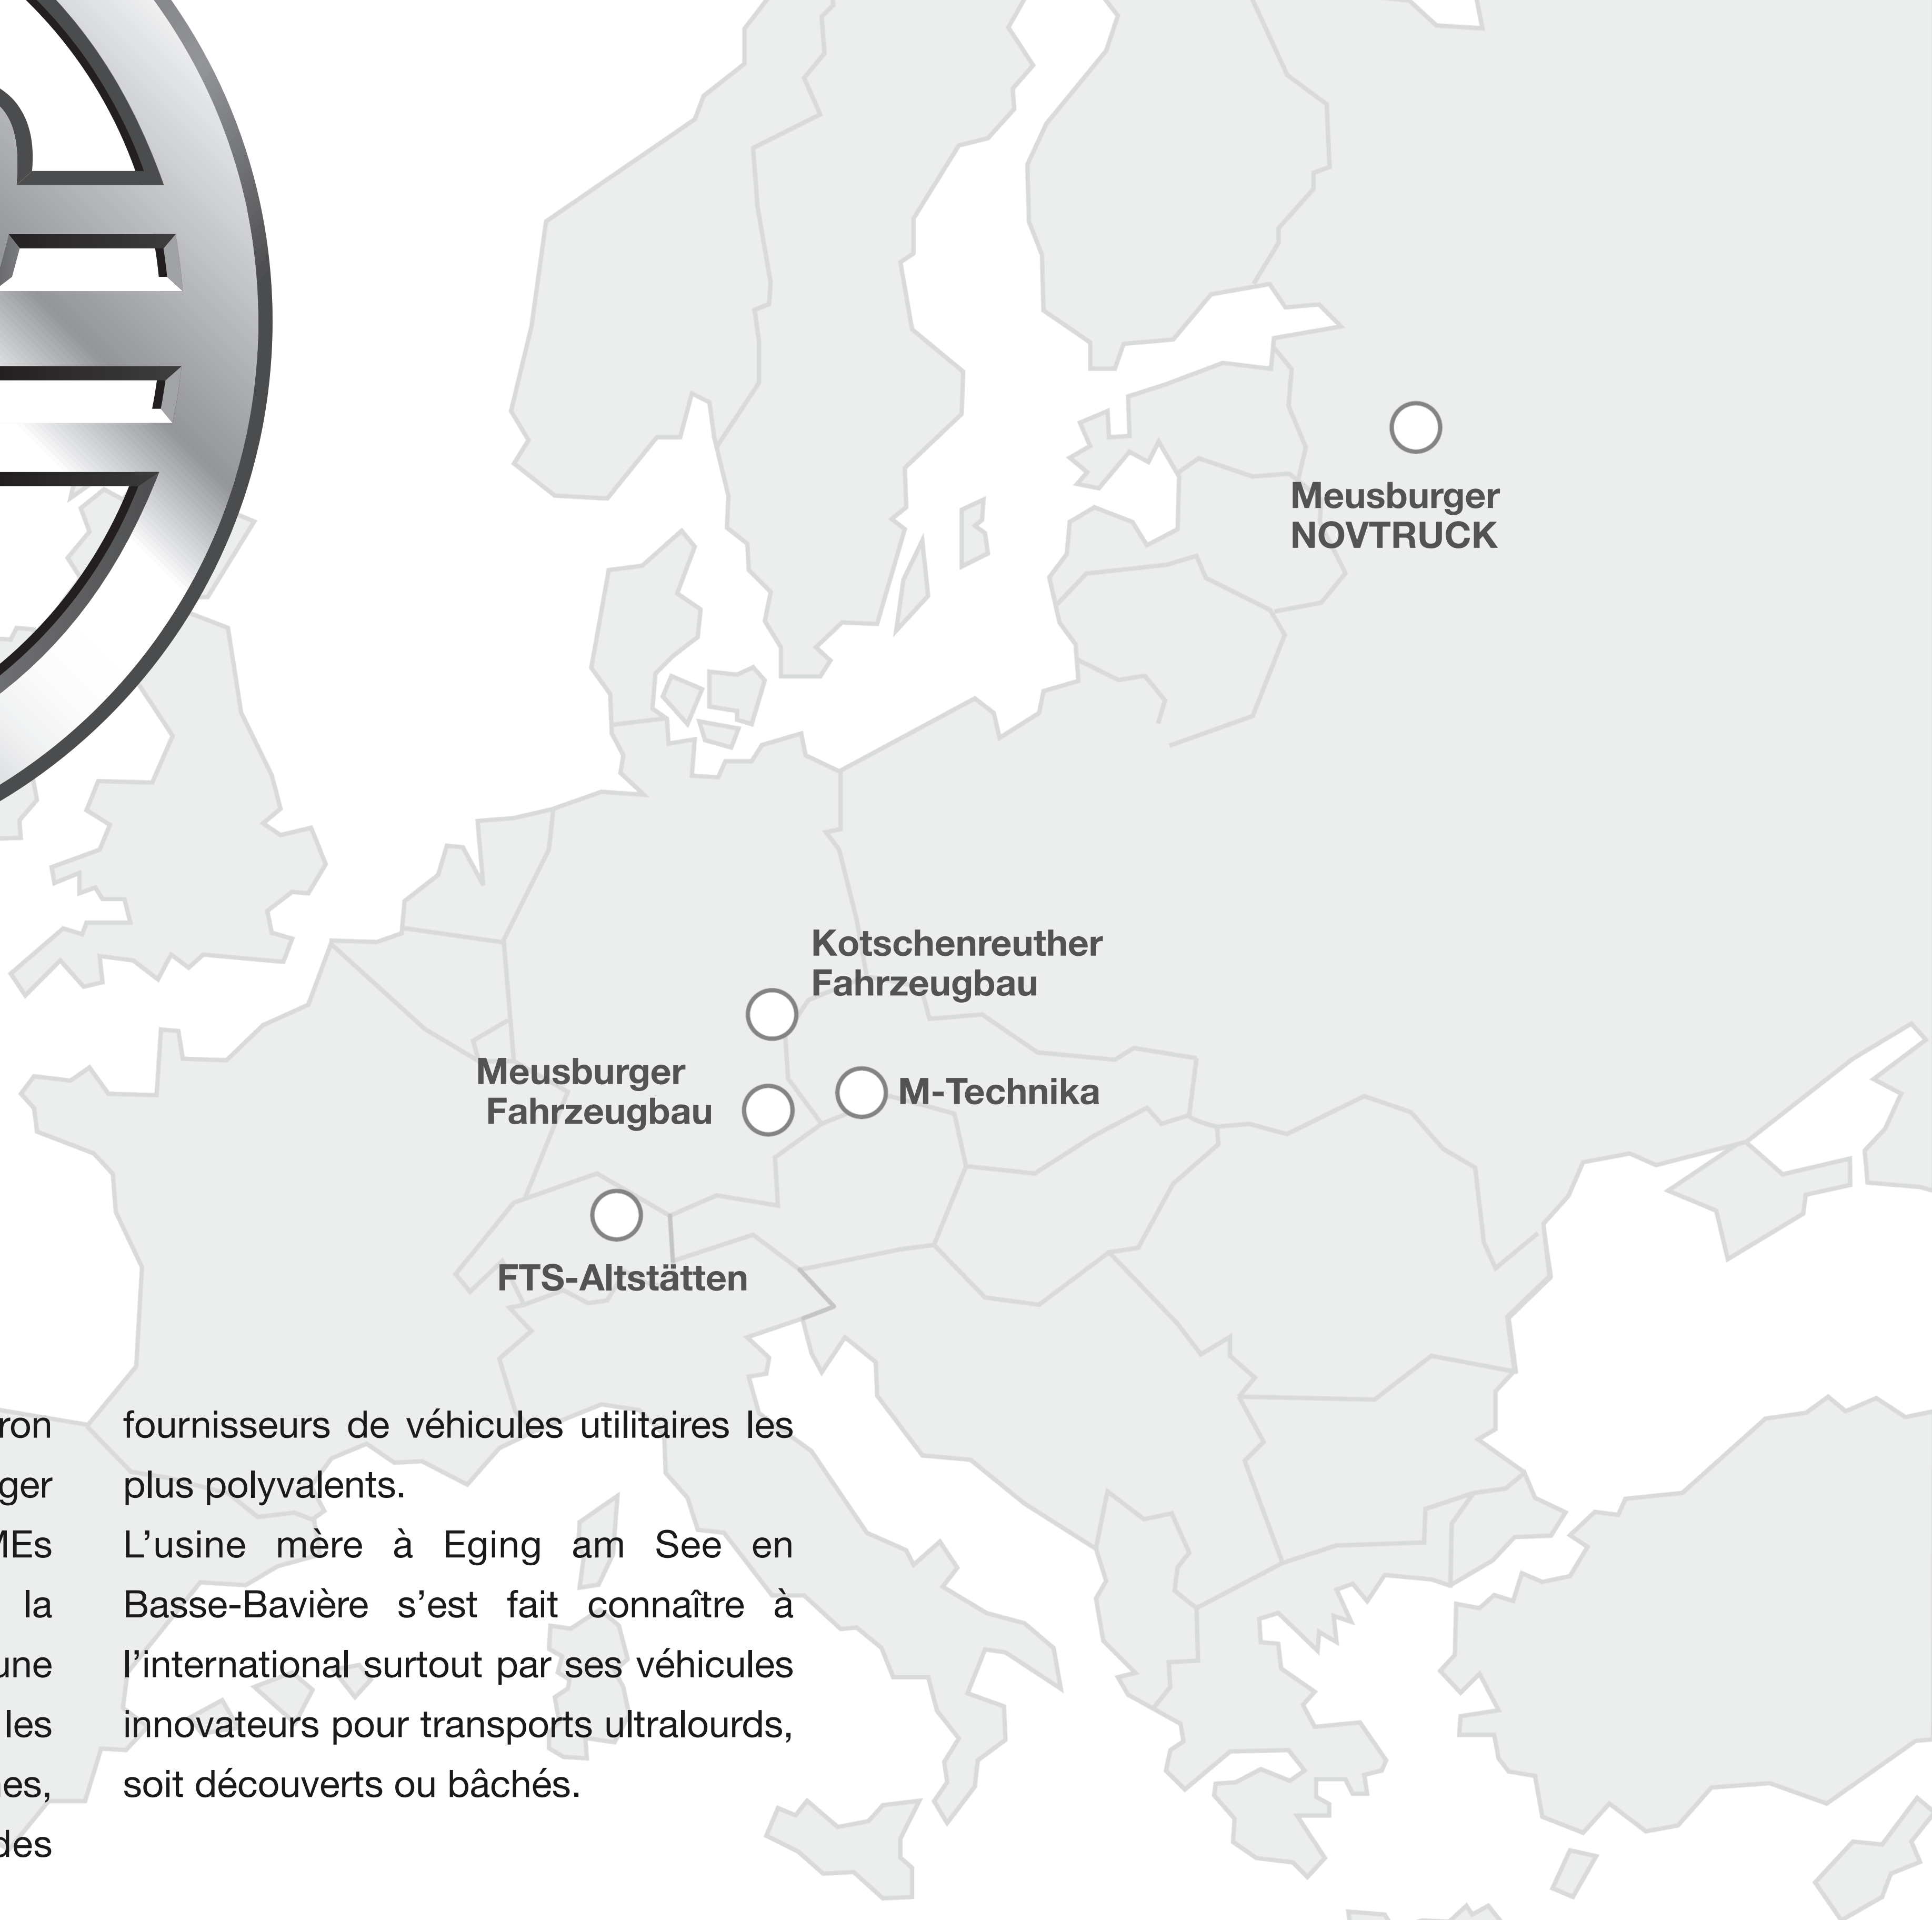 Meusburger
NOVTRUCK
Kotschenreuther
Fahrzeugbau
Meusburger
Fahrzeugbau
M-Technika
FTS-Altstätten
ron
ger
MEs
la
une
les
nes,
des
fournisseurs de véhicules utilitaires les
plus polyvalents.
L’usine mère à Eging am See en
Basse-Bavière s’est fait connaître à
l’international surtout par ses véhicules
innovateurs pour transports ultralourds,
soit découverts ou bâchés.